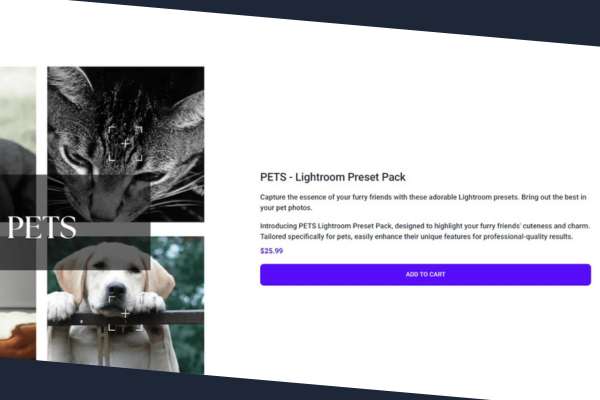 PETS
PETS - Lightroom Preset Pack
Capture the essence of your furry friends with these adorable Lightroom presets. Bring out the best in
your pet photos.
Introducing PETS Lightroom Preset Pack, designed to highlight your furry friends' cuteness and charm.
Tailored specifically for pets, easily enhance their unique features for professional-quality results.
$25.99
ADD TO CART